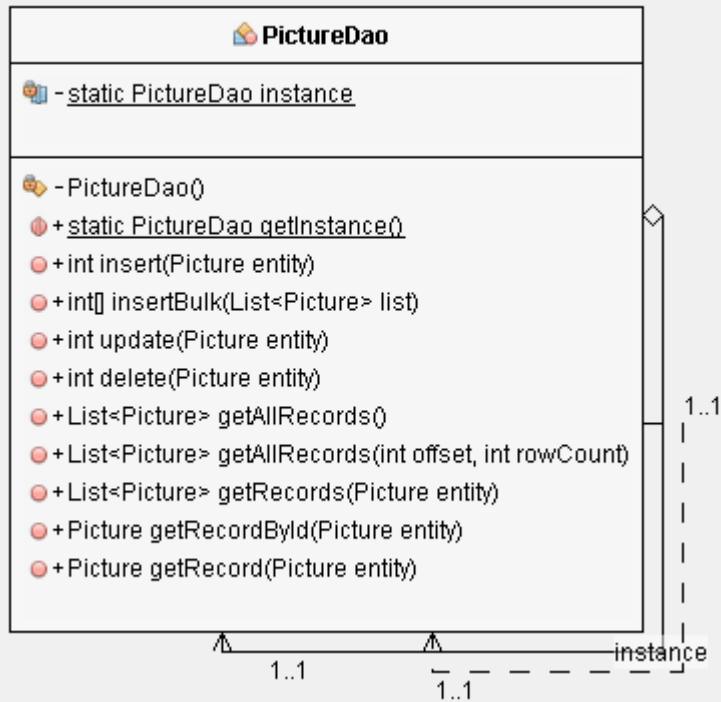 PictureDao
-static PictureDao instance
-PictureDao()
+static PictureDao getInstance()
+int insert(Picture entity)
+int[] insertBulk(List<Picture> list)
+int update(Picture entity)
+int delete(Picture entity)
+List<Picture> getAllRecords()
1..1
+List<Picture> getAllRecords(int offset, int rowCount)
+List<Picture> getRecords(Picture entity)
+Picture getRecordById(Picture entity)
+Picture getRecord(Picture entity)
instance
1..1
1..1